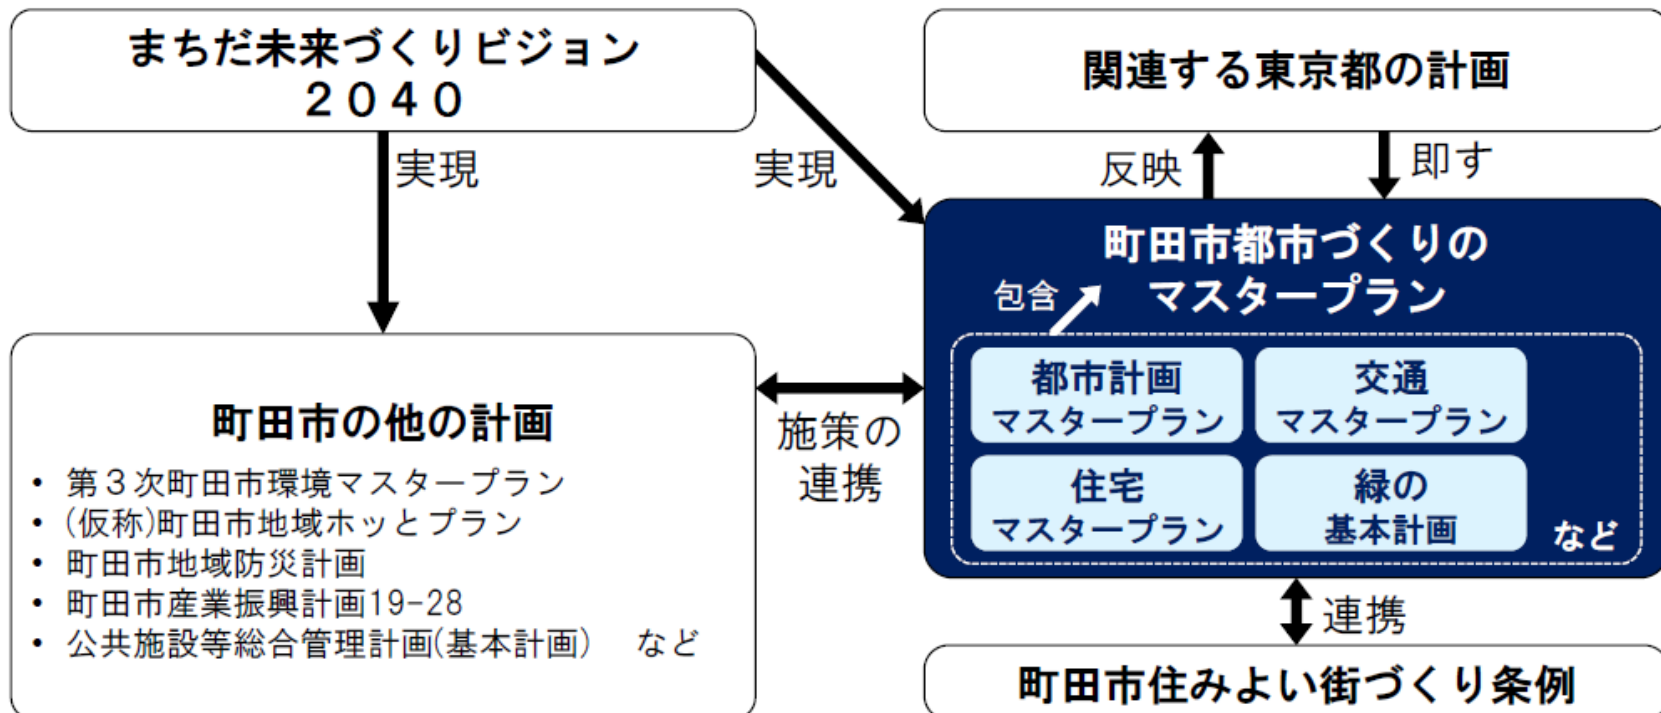 まちだ未来づくりビジョン
２０４０
関連する東京都の計画
実現
実現
反映
即す
町田市都市づくりの
マスタープラン
包含
都市計画
マスタープラン
交通
マスタープラン
住宅
マスタープラン
緑の
基本計画
など
施策の
連携
町田市の他の計画
• 第３次町田市環境マスタープラン
• (仮称)町田市地域ホッとプラン
• 町田市地域防災計画
• 町田市産業振興計画19-28
• 公共施設等総合管理計画(基本計画)　など
連携
町田市住みよい街づくり条例